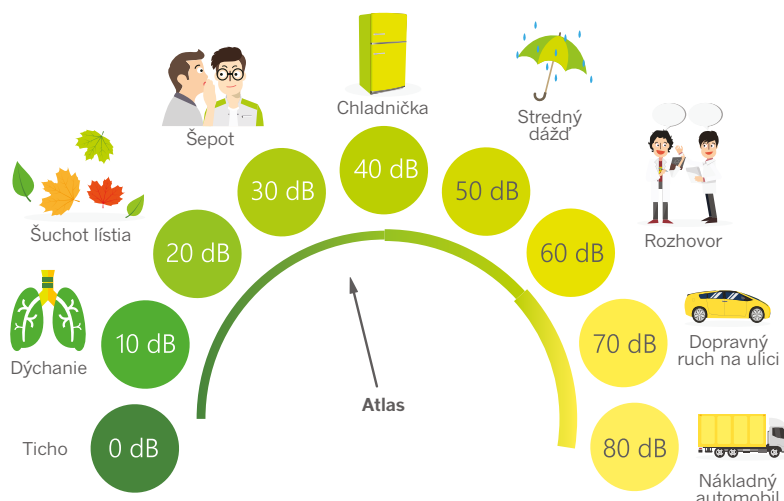 Ticho
0 dB
Dýchanie
10 dB
Šuchot lístia
20 dB
Šepot
30 dB
Chladnička
40 dB
Stredný
dážď
50 dB
Rozhovor
60 dB
Dopravný
ruch na ulici
70 dB
Nákladný
automobil
80 dB
Atlas